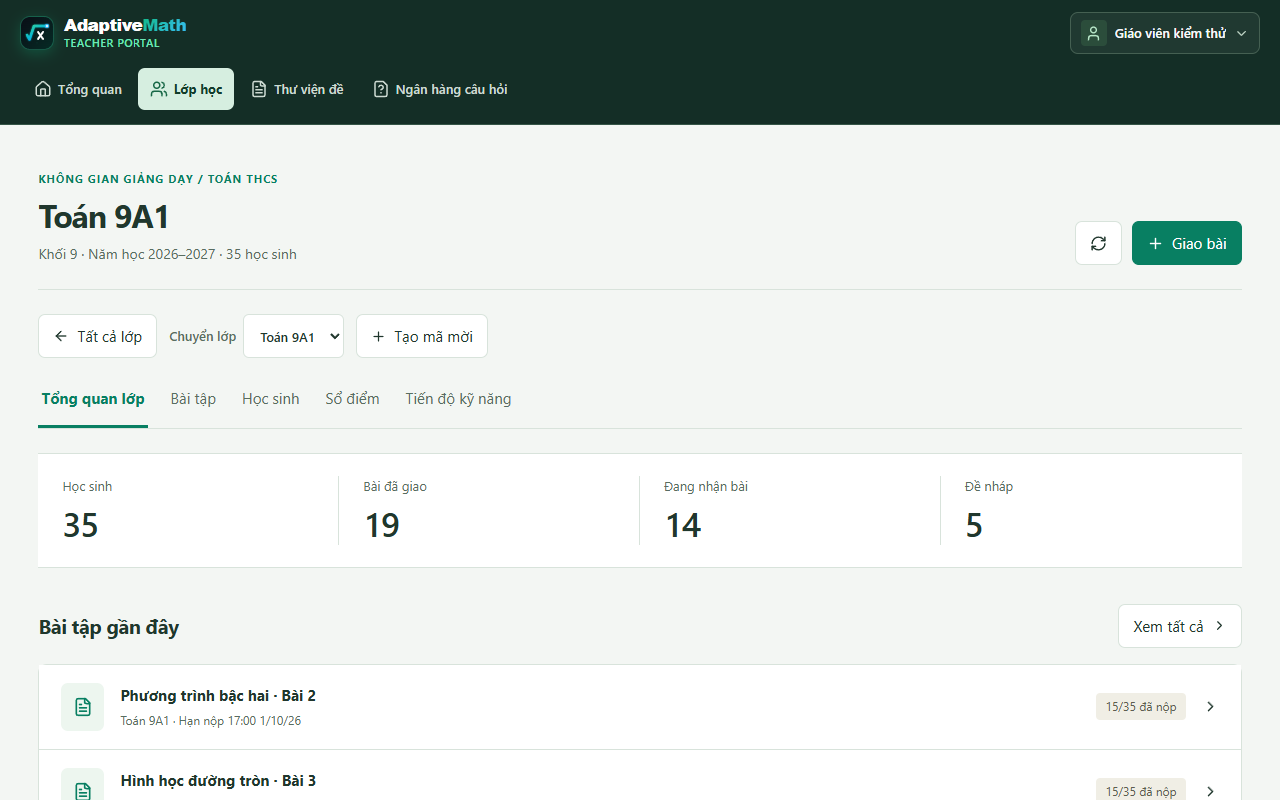 AdaptiveMath
TEACHER PORTAL
Giáo viên kiểm thử
Tổng quan
Lớp học
Thư viện đề
Ngân hàng câu hỏi
KHÔNG GIAN GIẢNG DẠY / TOÁN THCS
Toán 9A1
Khối 9 · Năm học 2026–2027 · 35 học sinh
Giao bài
Tất cả lớp
Chuyển lớp
Toán 9A1
Tạo mã mời
Tổng quan lớp
Bài tập
Học sinh
Sổ điểm
Tiến độ kỹ năng
Học sinh
35
Bài đã giao
19
Đang nhận bài
14
Đề nháp
5
Bài tập gần đây
Xem tất cả
Phương trình bậc hai · Bài 2
Toán 9A1 · Hạn nộp 17:00 1/10/26
15/35 đã nộp
Hình học đường tròn · Bài 3
15/35 đã nộp